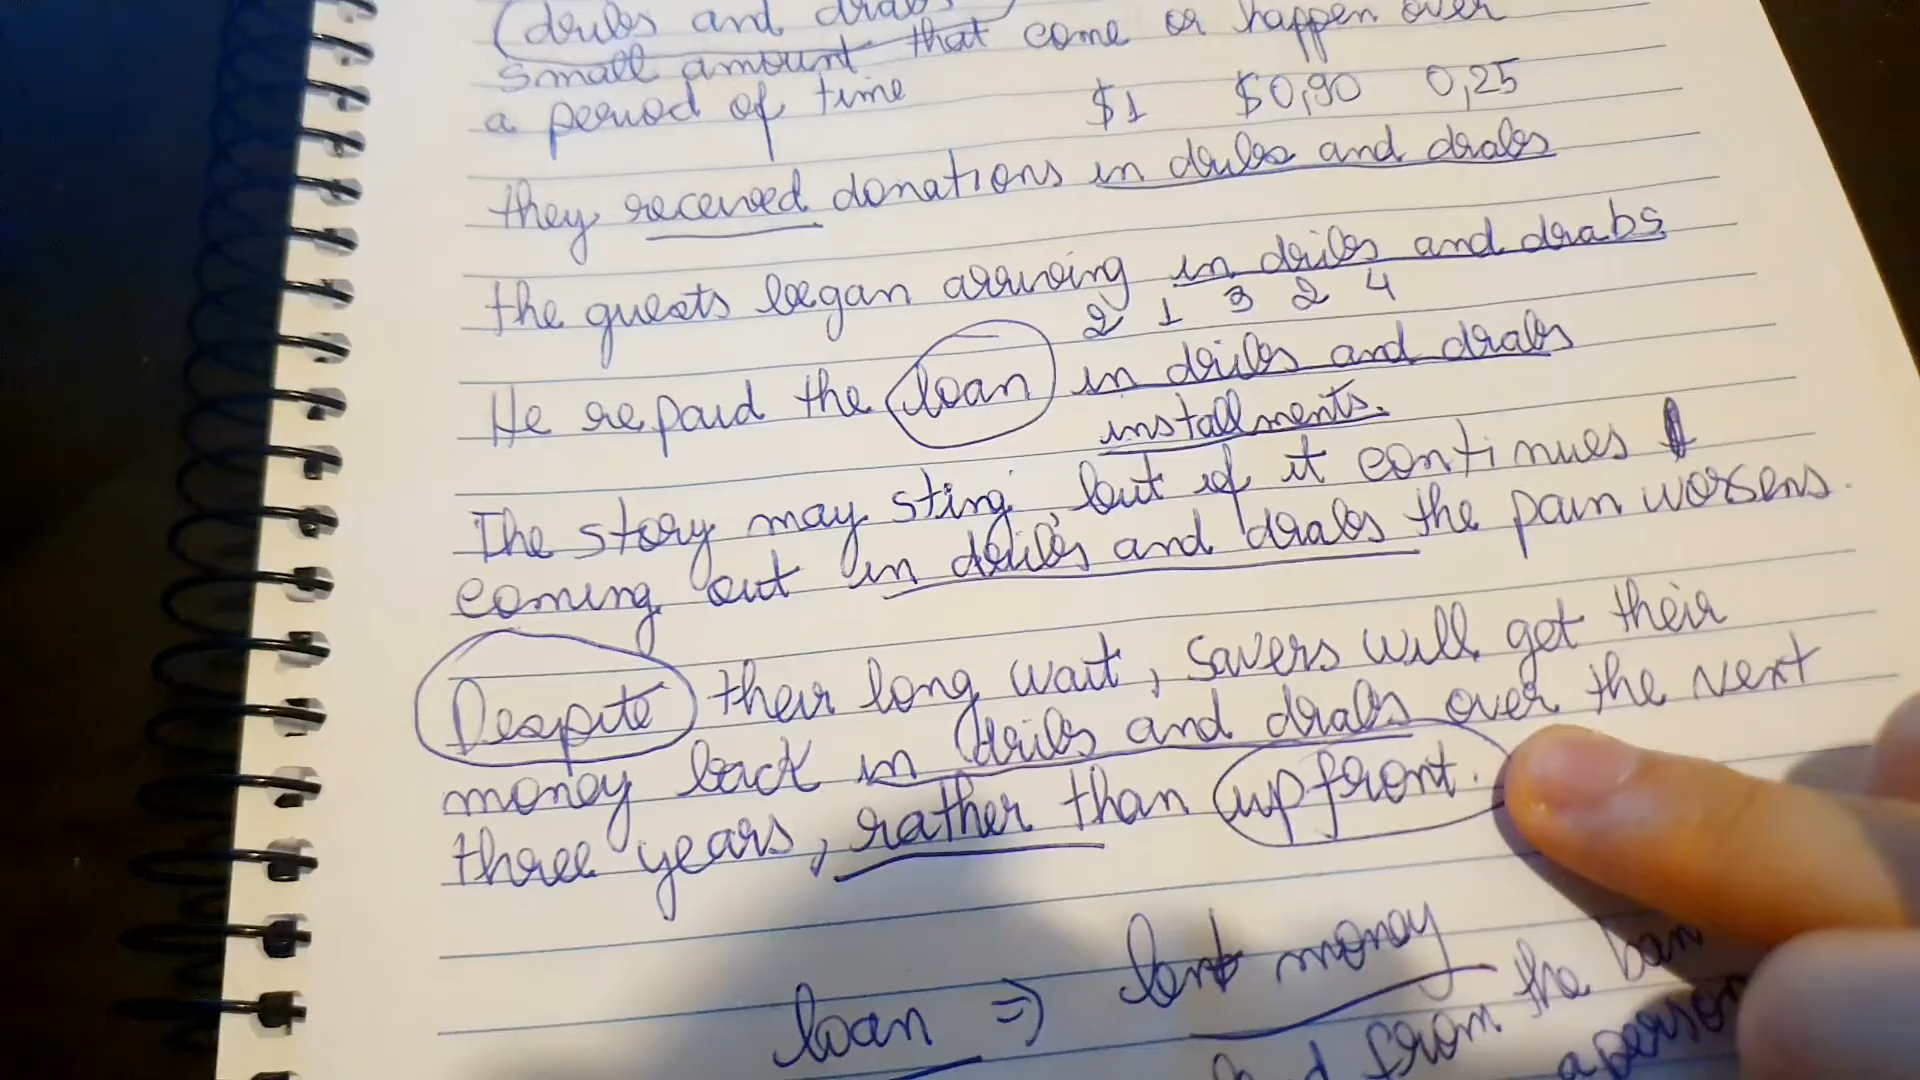 (dribs and drabs
small amount that come or happen over
a period of time $1 $0,90 0,25
they received donations in dribs and drabs
the guests began arriving in dribs and drabs
2 1 3 2 4
He repaid the loan in dribs and drabs
installments.
The story may sting, but if it continues
coming out in dribs and drabs the pain worsens.
Despite their long wait, savers will get their
money back in dribs and drabs over the next
three years, rather than upfront.
loan => lent money
from the ban
a person